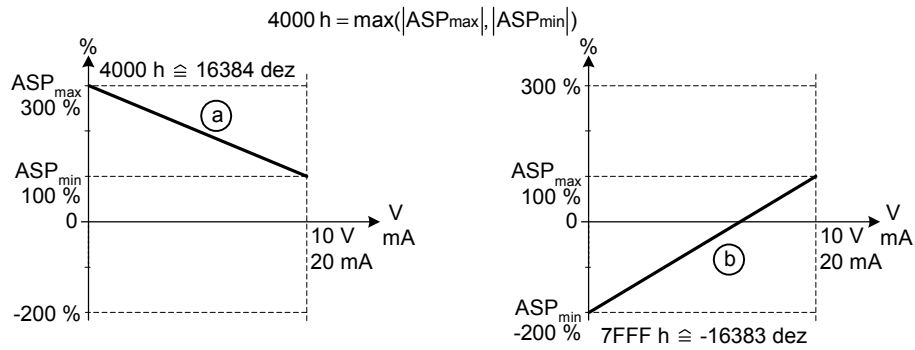 4000 h = max(|ASPmax|,|ASPmin|)
%
4000 h ≙ 16384 dez
ASPmax
300 %
a
ASPmin
100 %
0
V
mA
10 V
20 mA
-200 %
%
300 %
ASPmax
100 %
0
V
mA
10 V
20 mA
b
ASPmin
-200 %
7FFF h ≙ -16383 dez